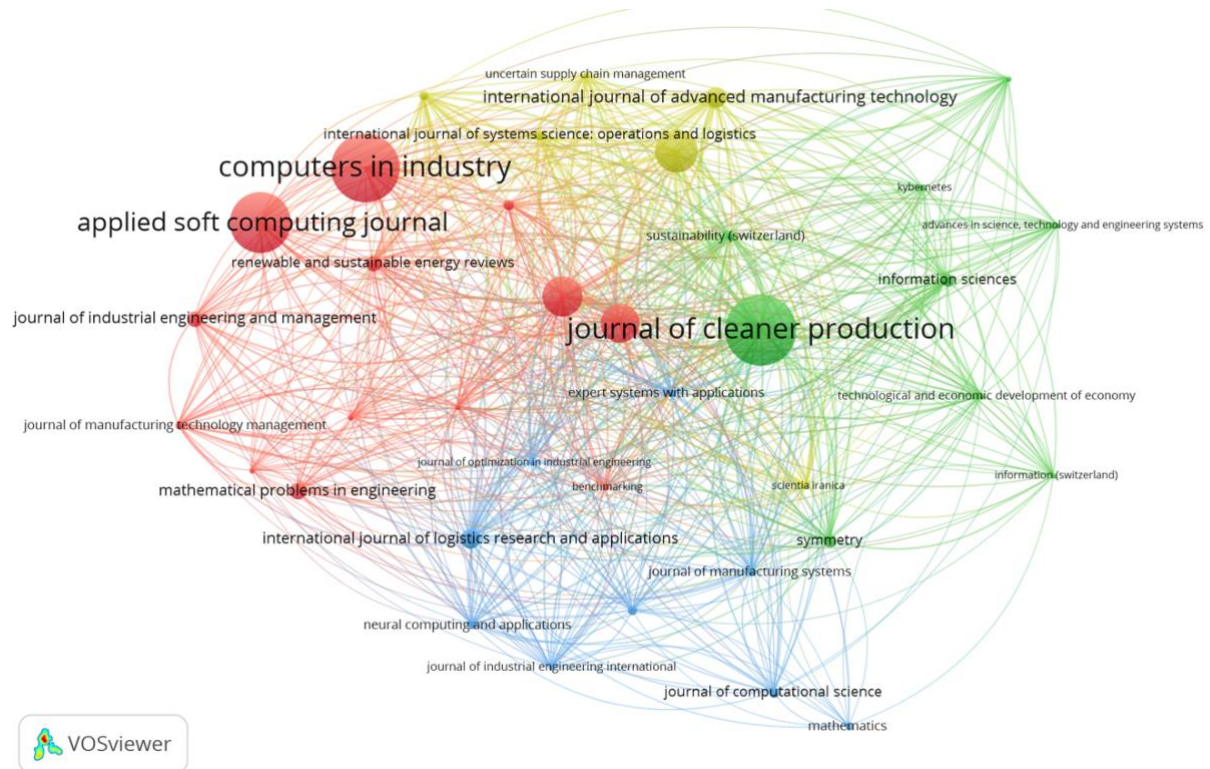 uncertain supply chain management
international journal of advanced manufacturing technology
international journal of systems science: operations and logistics
computers in industry
kybernetes
applied soft computing journal
advances in science, technology and engineering systems
sustainability (switzerland)
renewable and sustainable energy reviews
information sciences
journal of industrial engineering and management
journal of cleaner production
expert systems with applications
technological and economic development of economy
journal of manufacturing technology management
journal of optimization in industrial engineering
information (switzerland)
benchmarking
scientia iranica
mathematical problems in engineering
international journal of logistics research and applications
symmetry
journal of manufacturing systems
neural computing and applications
journal of industrial engineering international
journal of computational science
mathematics
VOSviewer